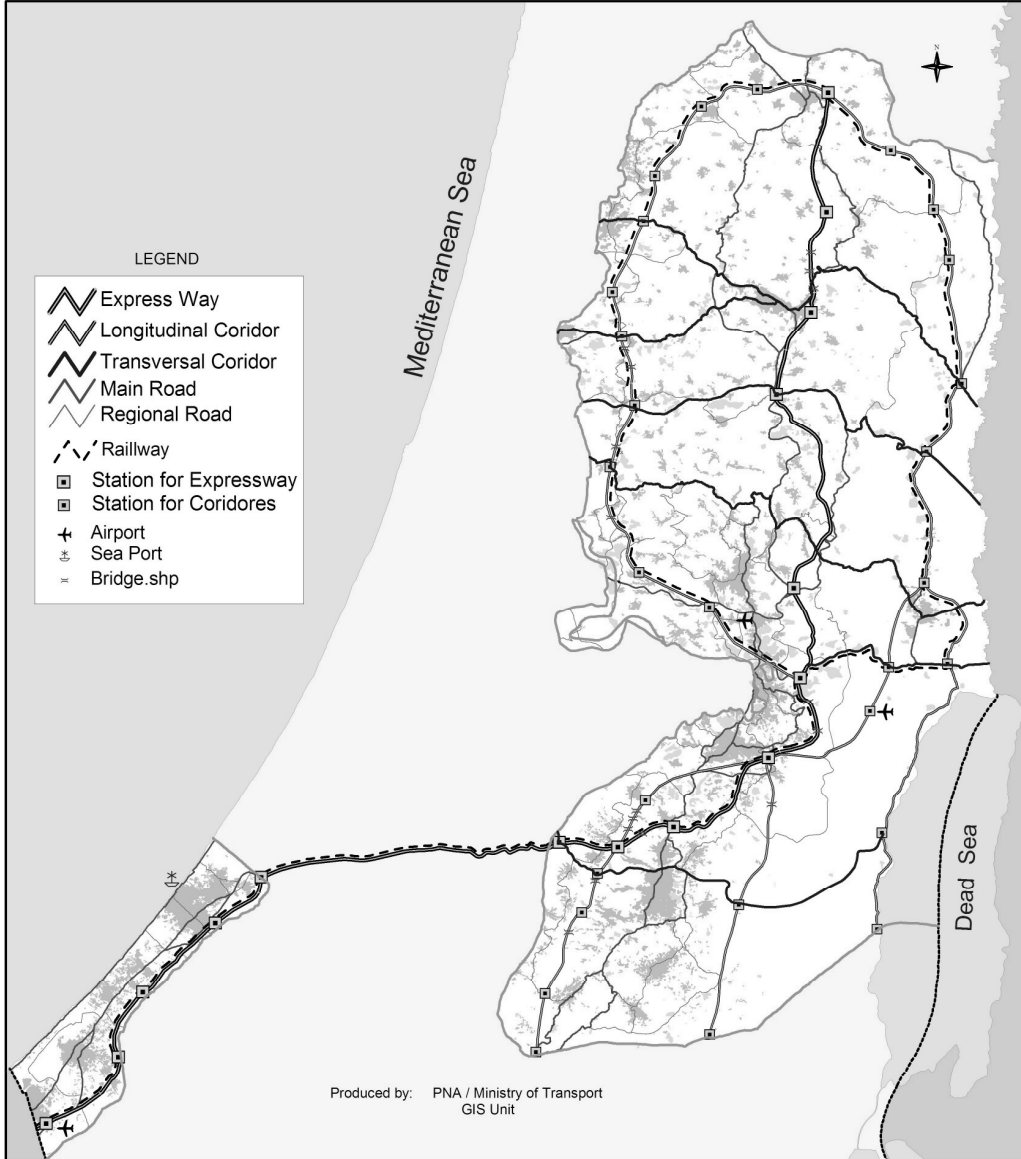 N
Mediterranean Sea
LEGEND
Express Way
Longitudinal Coridor
Transversal Coridor
Main Road
Regional Road
Raillway
Station for Expressway
Station for Coridores
Airport
Sea Port
Bridge.shp
Dead Sea
Produced by: PNA / Ministry of Transport
GIS Unit